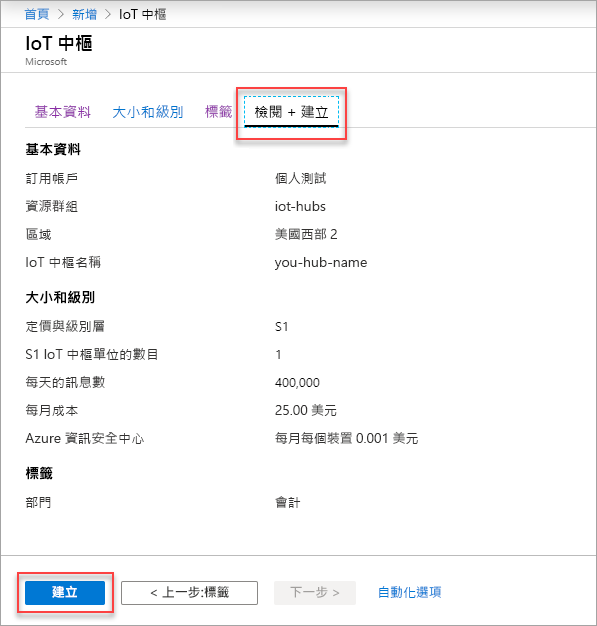 首頁 > 新增 > IoT 中樞
IoT 中樞
Microsoft
基本資料 大小和級別 標籤 檢閱 + 建立
基本資料
訂用帳戶 個人測試
資源群組 iot-hubs
區域 美國西部 2
IoT 中樞名稱 you-hub-name
大小和級別
定價與級別層 S1
S1 IoT 中樞單位的數目 1
每天的訊息數 400,000
每月成本 25.00 美元
Azure 資訊安全中心 每月每個裝置 0.001 美元
標籤
部門 會計
建立 < 上一步:標籤 下一步 > 自動化選項